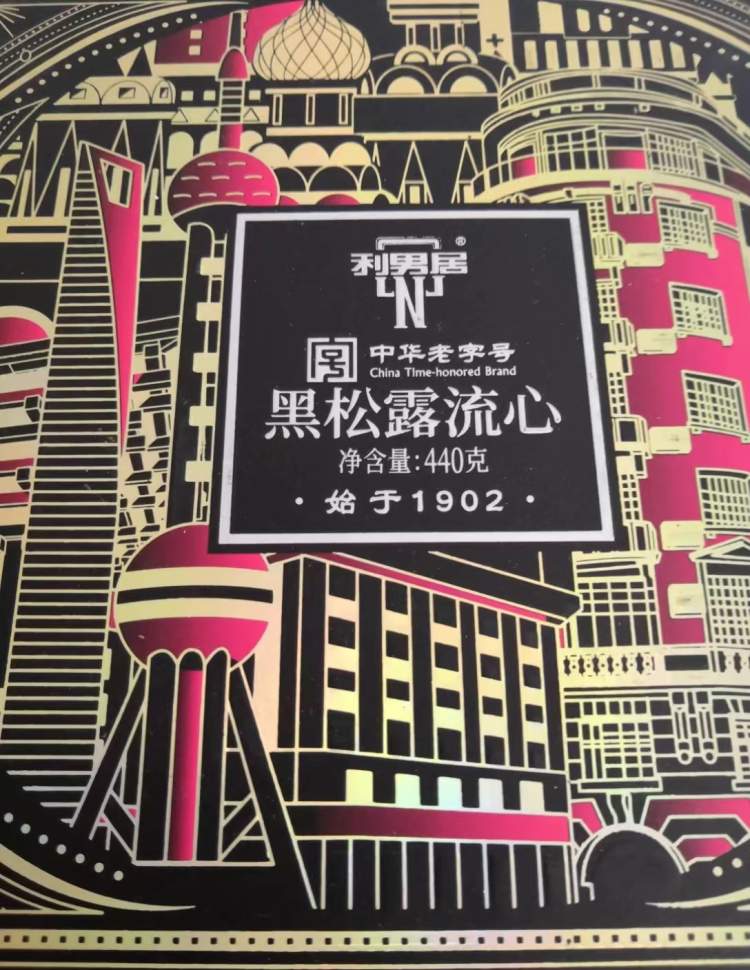 利男居®
N
中华老字号
China Time-honored Brand
黑松露流心
净含量:440克
·始于1902·